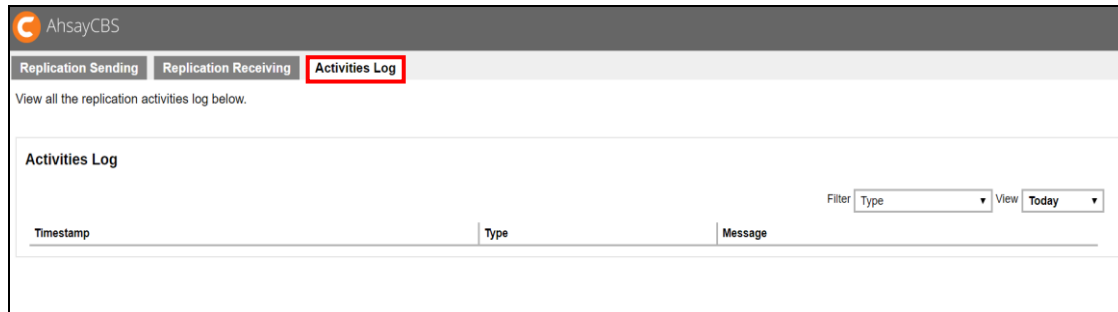 AhsayCBS
Replication Sending Replication Receiving Activities Log
View all the replication activities log below.
Activities Log
Filter Type View Today
Timestamp Type Message